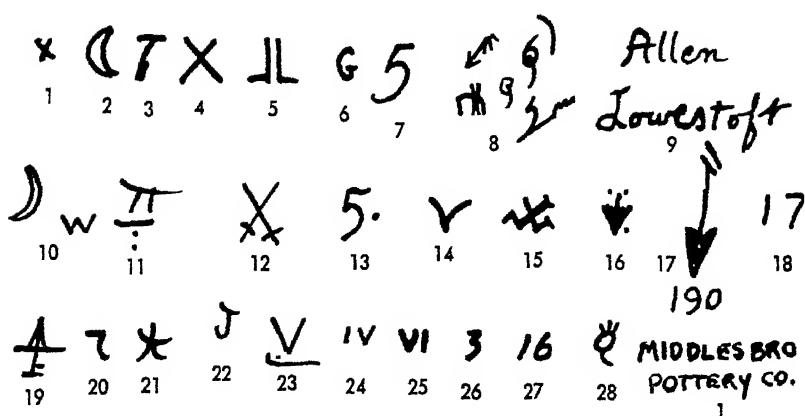 x T X G 5 Allen
1 2 3 4 5 6 7 8 Lowestoft
9
W 5. V 17
10 11 12 13 14 15 16 17 18
190
J V IV VI 3 16 MIDDLESBRO
19 20 21 22 23 24 25 26 27 28 POTTERY CO.
1